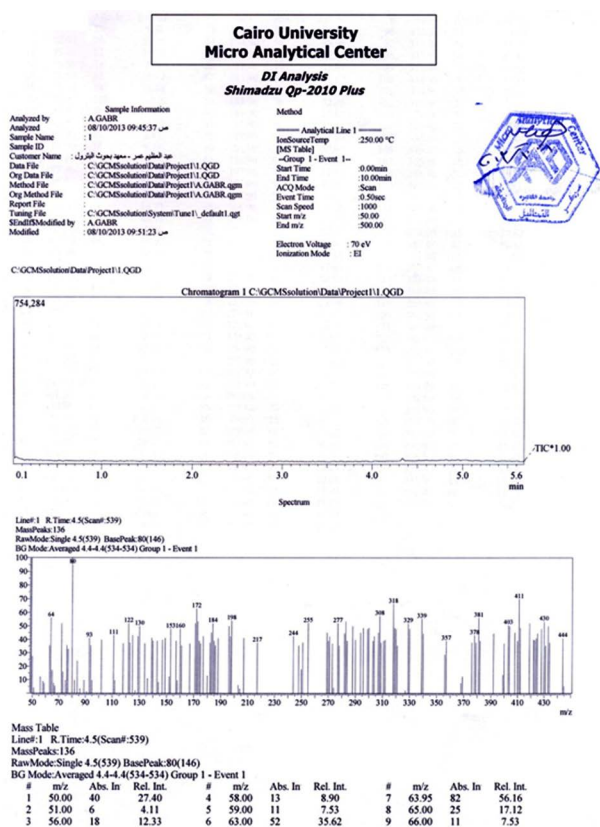 Cairo University
Micro Analytical Center
DI Analysis
Shimadzu Qp-2010 Plus
Sample Information
Analyzed by : A.GABR
Analyzed : 08/10/2013 09:45:37 ص
Sample Name : 1
Sample ID :
Customer Name : عبد العظيم عمر - معهد بحوث البترول
Data File : C:\GCMSsolution\Data\Project1\1.QGD
Org Data File : C:\GCMSsolution\Data\Project1\1.QGD
Method File : C:\GCMSsolution\Data\Project1\A.GABR.qgm
Org Method File : C:\GCMSsolution\Data\Project1\A.GABR.qgm
Report File :
Tuning File : C:\GCMSsolution\System\Tune1\_default1.qgt
$EndIf$Modified by : A.GABR
Modified : 08/10/2013 09:51:23 ص
Method
===== Analytical Line 1 =====
IonSourceTemp :250.00 °C
[MS Table]
--Group 1 - Event 1--
Start Time :0.00min
End Time :10.00min
ACQ Mode :Scan
Event Time :0.50sec
Scan Speed :1000
Start m/z :50.00
End m/z :500.00
Electron Voltage : 70 eV
Ionization Mode : EI
Micro Analytical Center
جامعة القاهرة
C:\GCMSsolution\Data\Project1\1.QGD
Chromatogram 1 C:\GCMSsolution\Data\Project1\1.QGD
754,284
TIC*1.00
0.1 1.0 2.0 3.0 4.0 5.0 5.6
min
Spectrum
Line#:1 R.Time:4.5(Scan#:539)
MassPeaks:136
RawMode:Single 4.5(539) BasePeak:80(146)
BG Mode:Averaged 4.4-4.4(534-534) Group 1 - Event 1
100
90
80
70
60
50
40
30
20
10
80
64 93 111 122 130 153 160 172 184 198 217 244 255 277 308 318 329 339 357 378 381 403 411 430 444
50 70 90 110 130 150 170 190 210 230 250 270 290 310 330 350 370 390 410 430
m/z
Mass Table
Line#:1 R.Time:4.5(Scan#:539)
MassPeaks:136
RawMode:Single 4.5(539) BasePeak:80(146)
BG Mode:Averaged 4.4-4.4(534-534) Group 1 - Event 1
# m/z Abs. In Rel. Int. # m/z Abs. In Rel. Int. # m/z Abs. In Rel. Int.
1 50.00 40 27.40 4 58.00 13 8.90 7 63.95 82 56.16
2 51.00 6 4.11 5 59.00 11 7.53 8 65.00 25 17.12
3 56.00 18 12.33 6 63.00 52 35.62 9 66.00 11 7.53